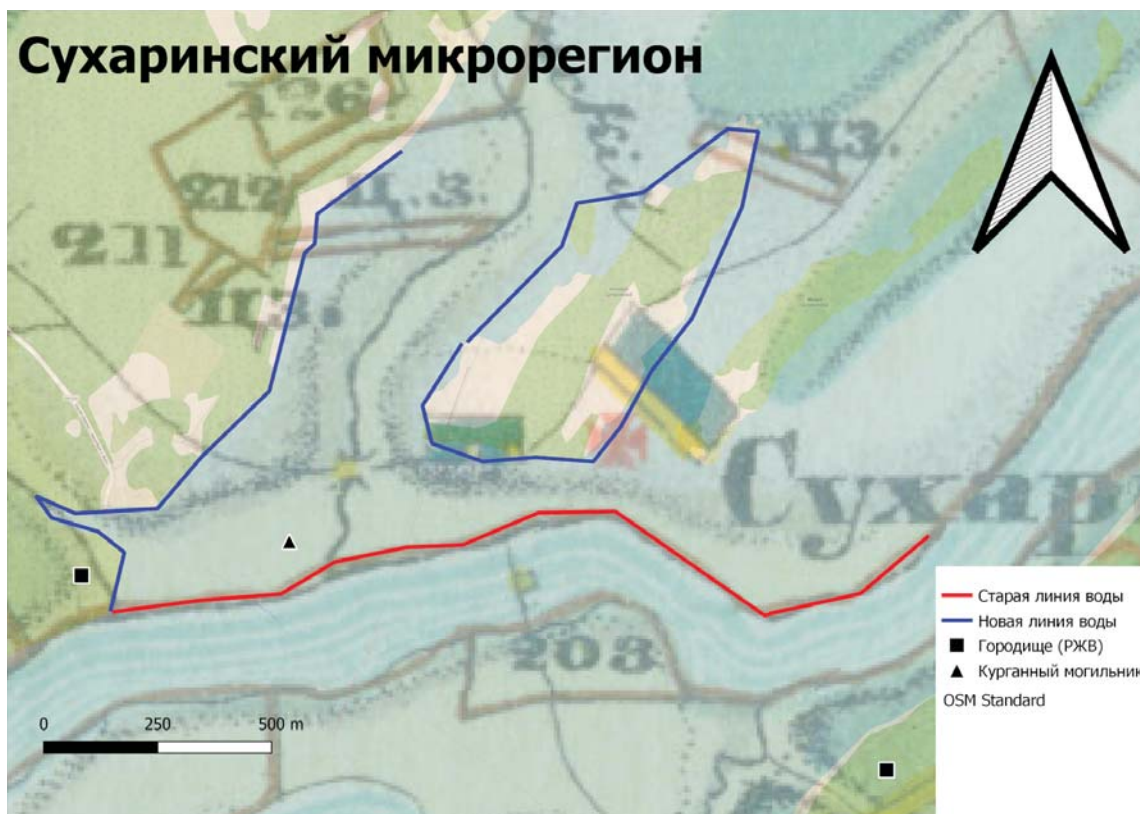 Сухаринский микрорегион
126.
212
Ц.З.
Ц.З.
211
Ц.З.
Сухар
203
Старая линия воды
Новая линия воды
Городище (РЖВ)
Курганный могильник
OSM Standard
0 250 500 m